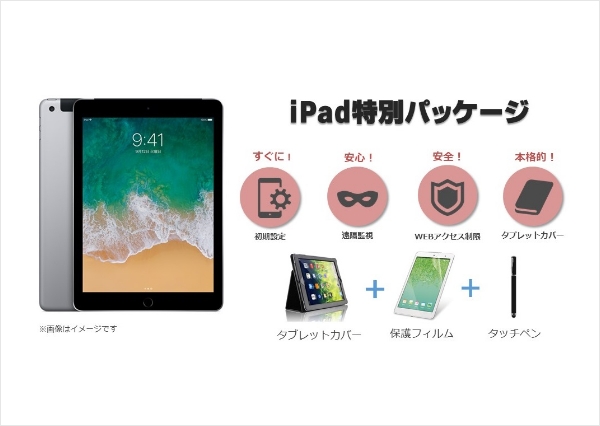 iPad特別パッケージ
すぐに！
安心！
安全！
本格的！
初期設定
遠隔監視
WEBアクセス制限
タブレットカバー
9:41
※画像はイメージです
タブレットカバー
保護フィルム
タッチペン